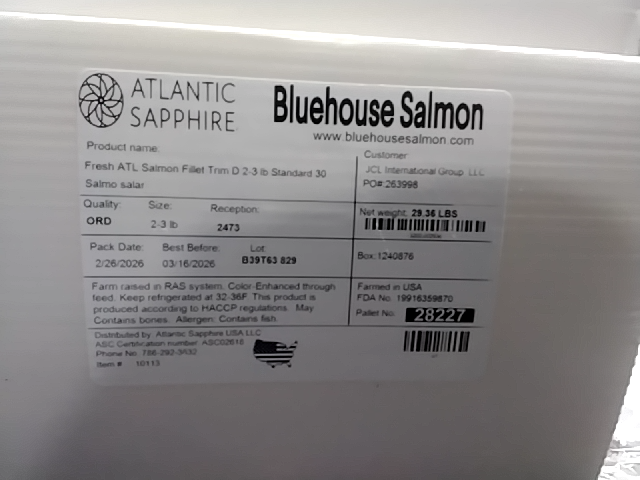 ATLANTIC
SAPPHIRE
Bluehouse Salmon
www.bluehousesalmon.com
Product name:
Fresh ATL Salmon Fillet Trim D 2-3 lb Standard 30
Salmo salar
Customer
JCL International Group, LLC
PO#:263998
Quality: Size: Reception:
ORD 2-3 lb 2473
Net weight: 29.36 LBS
Pack Date: Best Before: Lot:
2/26/2026 03/16/2026 B39T63 829
Box:1240876
Farm raised in RAS system. Color-Enhanced through
feed. Keep refrigerated at 32-36F. This product is
produced according to HACCP regulations. May
Contains bones. Allergen: Contains fish.
Farmed in USA
FDA No. 19916359870
Pallet No: 28227
Distributed by: Atlantic Sapphire USA LLC
ASC Certification number: ASC02618
Phone No: 786-292-3632
Item # 10113